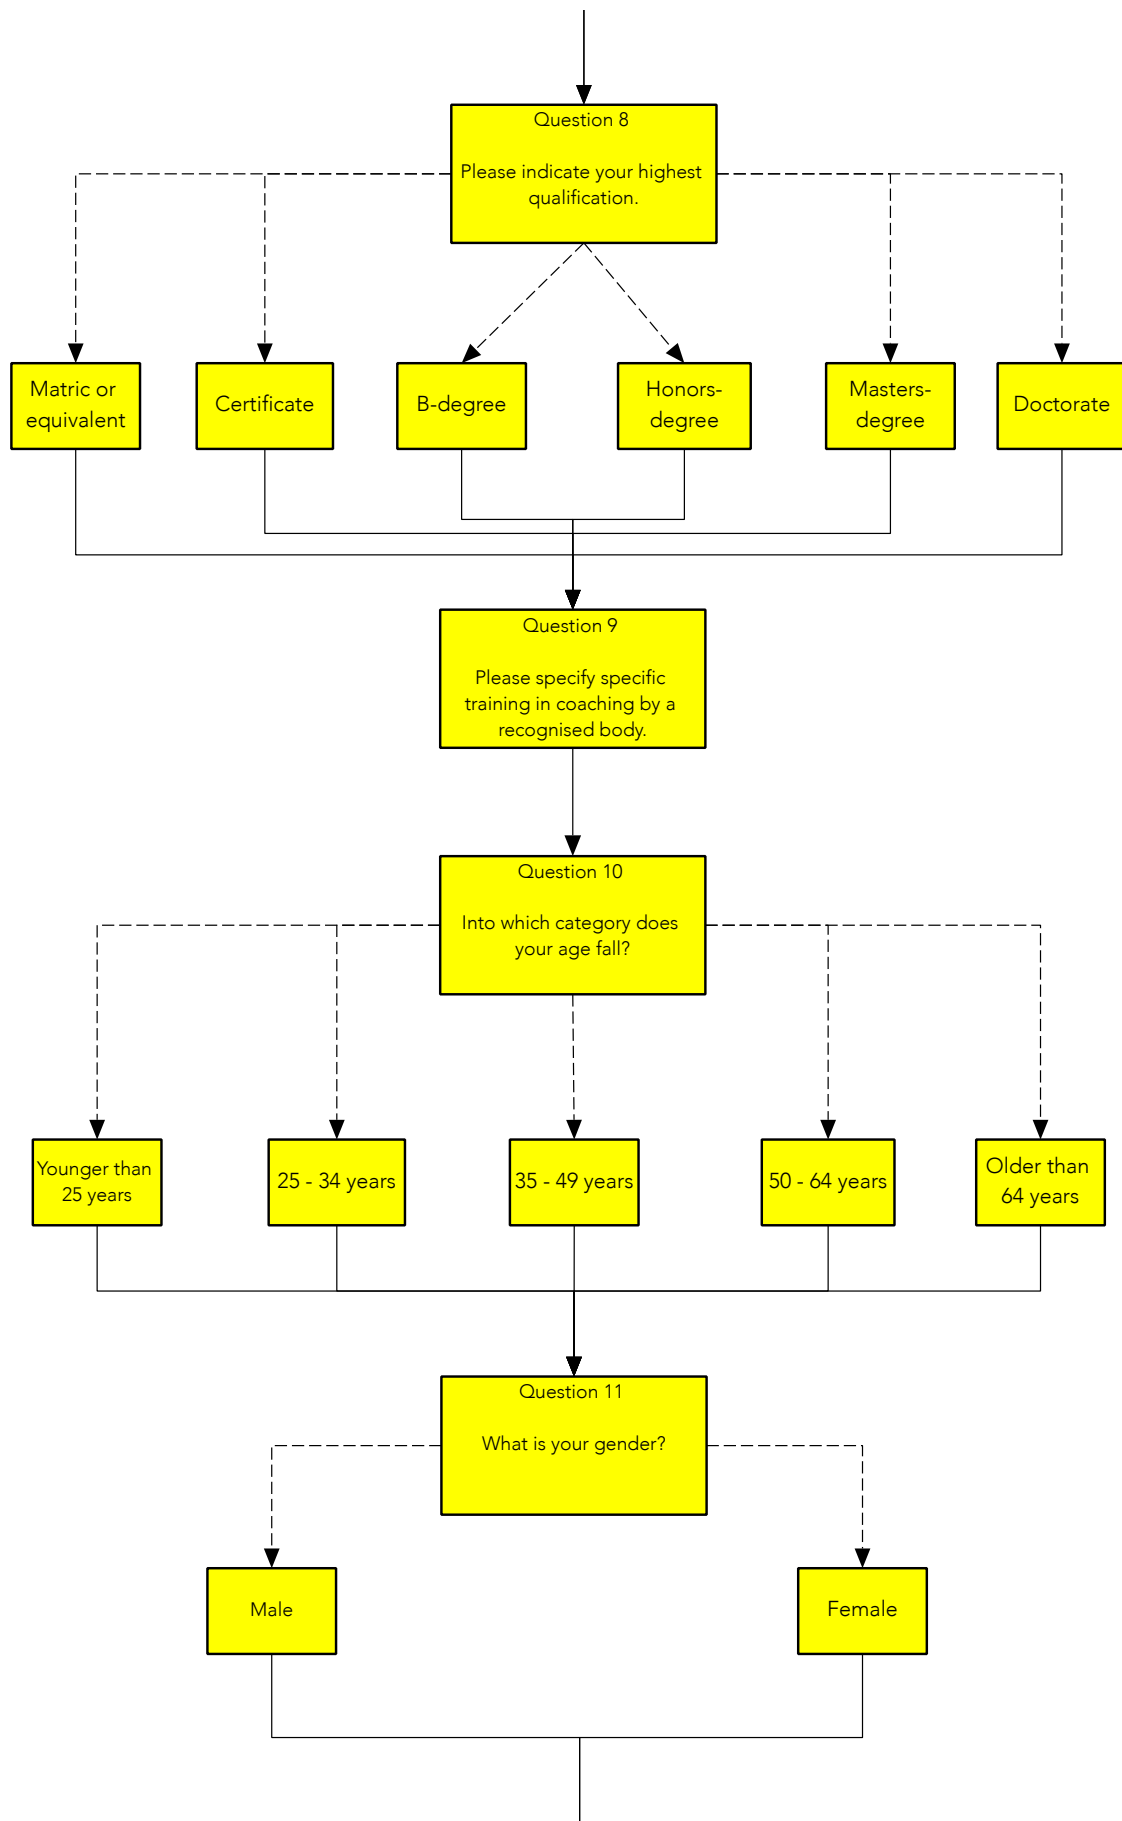 Question 8
Please indicate your highest
qualification.
Matric or
equivalent
Certificate
B-degree
Honors-
degree
Masters-
degree
Doctorate
Question 9
Please specify specific
training in coaching by a
recognised body.
Question 10
Into which category does
your age fall?
Younger than
25 years
25 - 34 years
35 - 49 years
50 - 64 years
Older than
64 years
Question 11
What is your gender?
Male
Female